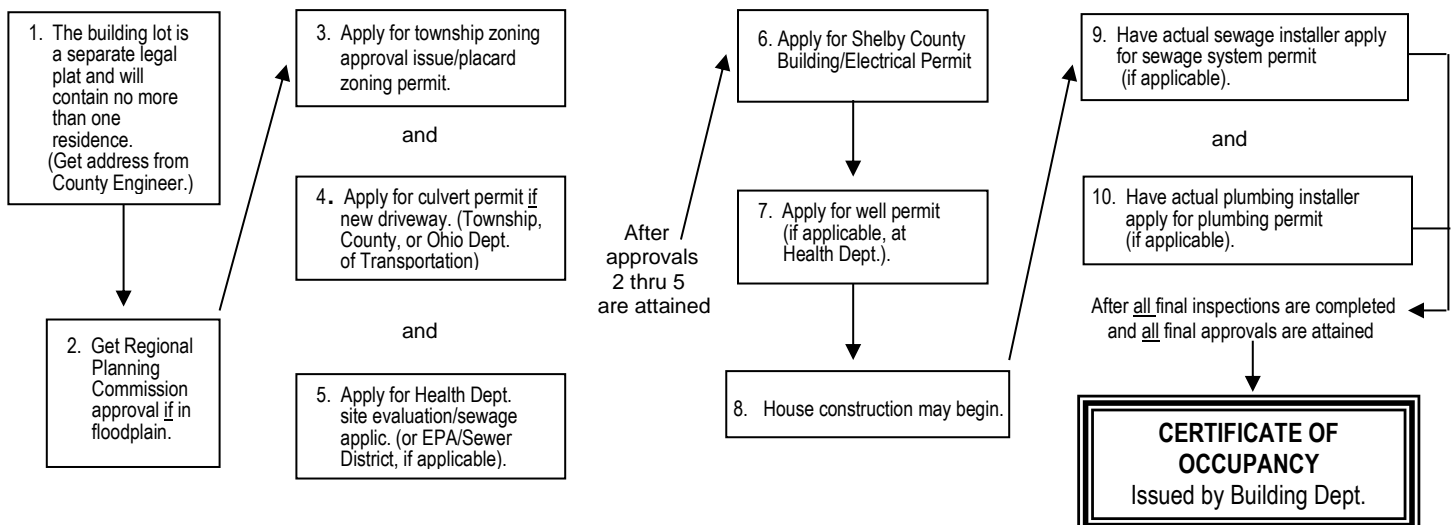 1. The building lot is
a separate legal
plat and will
contain no more
than one
residence.
(Get address from
County Engineer.)
2. Get Regional
Planning
Commission
approval if in
floodplain.
3. Apply for township zoning
approval issue/placard
zoning permit.
and
4. Apply for culvert permit if
new driveway. (Township,
County, or Ohio Dept.
of Transportation)
and
5. Apply for Health Dept.
site evaluation/sewage
applic. (or EPA/Sewer
District, if applicable).
After
approvals
2 thru 5
are attained
6. Apply for Shelby County
Building/Electrical Permit
7. Apply for well permit
(if applicable, at
Health Dept.).
8. House construction may begin.
9. Have actual sewage installer apply
for sewage system permit
(if applicable).
and
10. Have actual plumbing installer
apply for plumbing permit
(if applicable).
After all final inspections are completed
and all final approvals are attained
CERTIFICATE OF
OCCUPANCY
Issued by Building Dept.